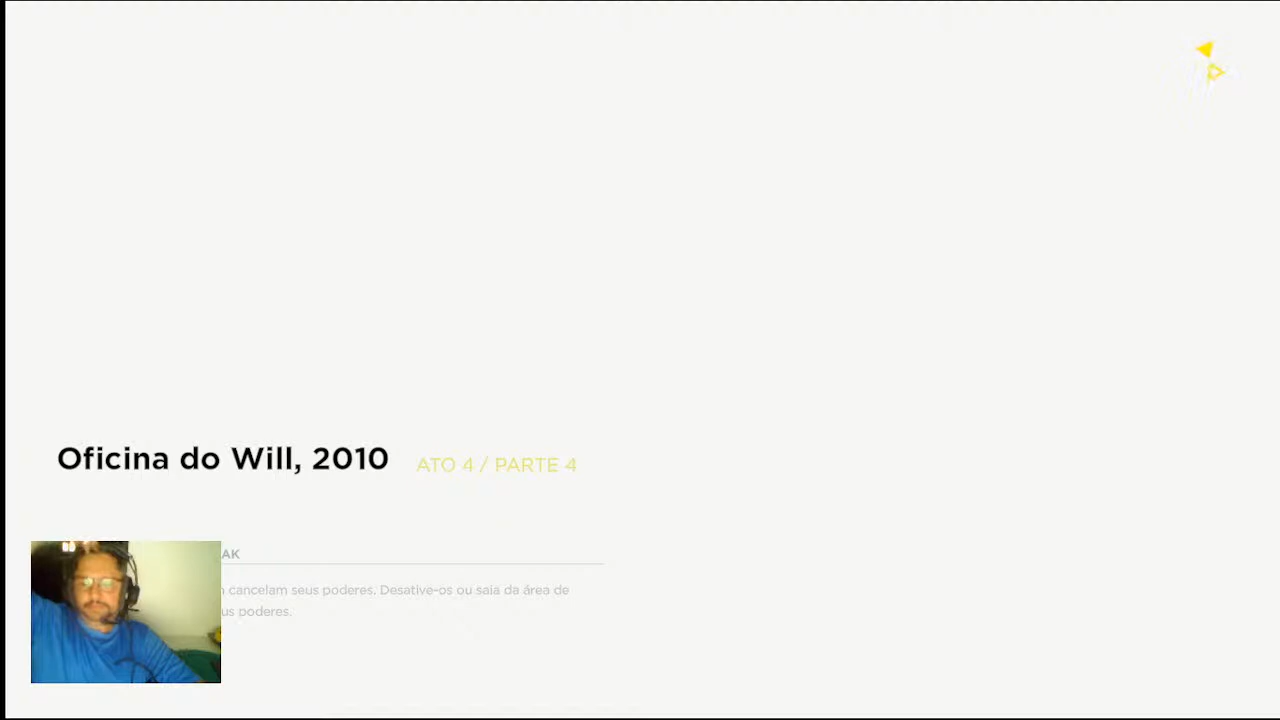 Oficina do Will, 2010 ATO 4 / PARTE 4
AK
cancelam seus poderes. Desative-os ou saia da área de
us poderes.